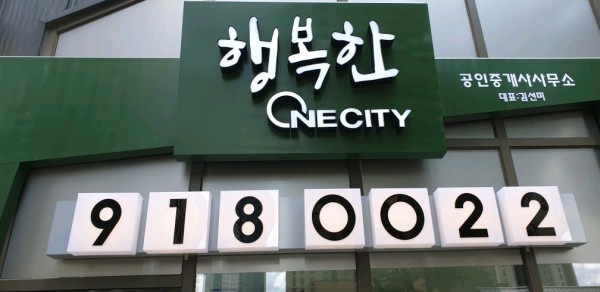 행복한
ONECITY
공인중개사사무소
대표:김선미
918 0022